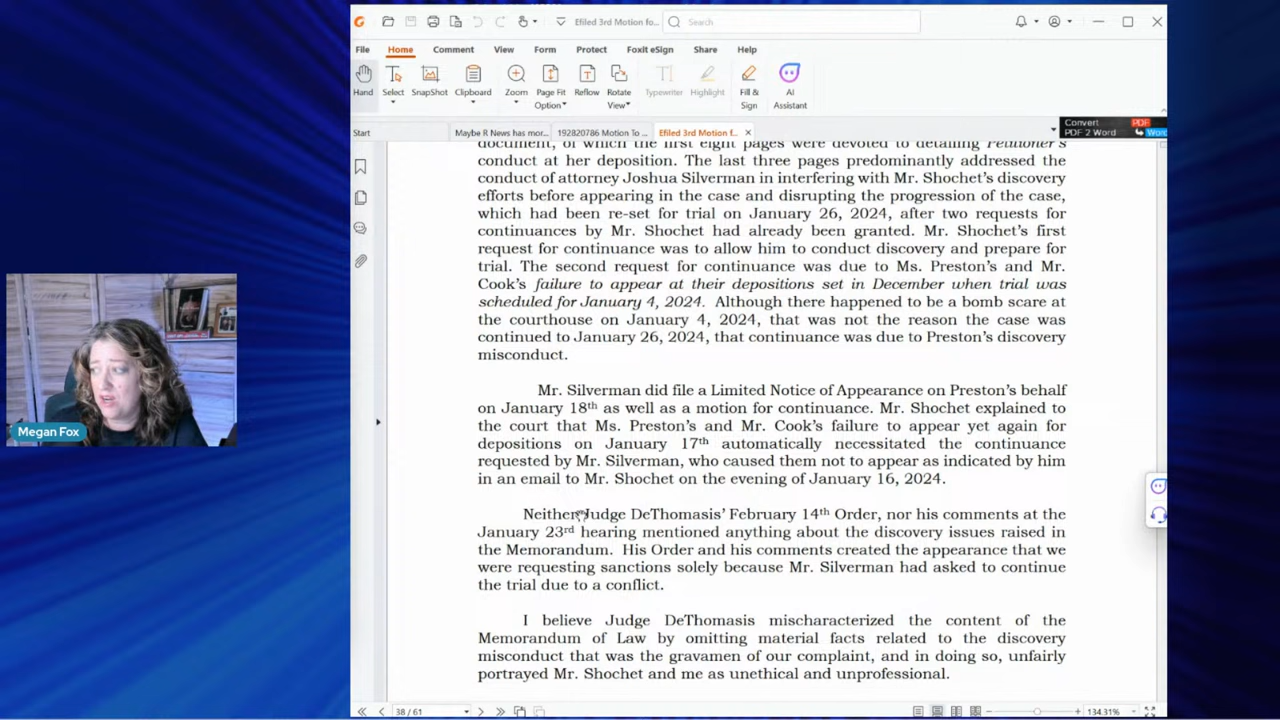 Efiled 3rd Motion fo...
Search
File Home Comment View Form Protect Foxit eSign Share Help
Hand Select SnapShot Clipboard Zoom Page Fit Option Reflow Rotate View Typewriter Highlight Fill & Sign AI Assistant
Start Maybe R News has mor... 192820786 Motion To ... Efiled 3rd Motion f...
Convert PDF
PDF 2 Word Word
document, of which the first eight pages were devoted to detailing Petitioner's
conduct at her deposition. The last three pages predominantly addressed the
conduct of attorney Joshua Silverman in interfering with Mr. Shochet's discovery
efforts before appearing in the case and disrupting the progression of the case,
which had been re-set for trial on January 26, 2024, after two requests for
continuances by Mr. Shochet had already been granted. Mr. Shochet's first
request for continuance was to allow him to conduct discovery and prepare for
trial. The second request for continuance was due to Ms. Preston's and Mr.
Cook's failure to appear at their depositions set in December when trial was
scheduled for January 4, 2024. Although there happened to be a bomb scare at
the courthouse on January 4, 2024, that was not the reason the case was
continued to January 26, 2024, that continuance was due to Preston's discovery
misconduct.
Mr. Silverman did file a Limited Notice of Appearance on Preston's behalf
on January 18th as well as a motion for continuance. Mr. Shochet explained to
the court that Ms. Preston's and Mr. Cook's failure to appear yet again for
depositions on January 17th automatically necessitated the continuance
requested by Mr. Silverman, who caused them not to appear as indicated by him
in an email to Mr. Shochet on the evening of January 16, 2024.
Neither Judge DeThomasis' February 14th Order, nor his comments at the
January 23rd hearing mentioned anything about the discovery issues raised in
the Memorandum. His Order and his comments created the appearance that we
were requesting sanctions solely because Mr. Silverman had asked to continue
the trial due to a conflict.
I believe Judge DeThomasis mischaracterized the content of the
Memorandum of Law by omitting material facts related to the discovery
misconduct that was the gravamen of our complaint, and in doing so, unfairly
portrayed Mr. Shochet and me as unethical and unprofessional.
Megan Fox
38 / 61
134.31%